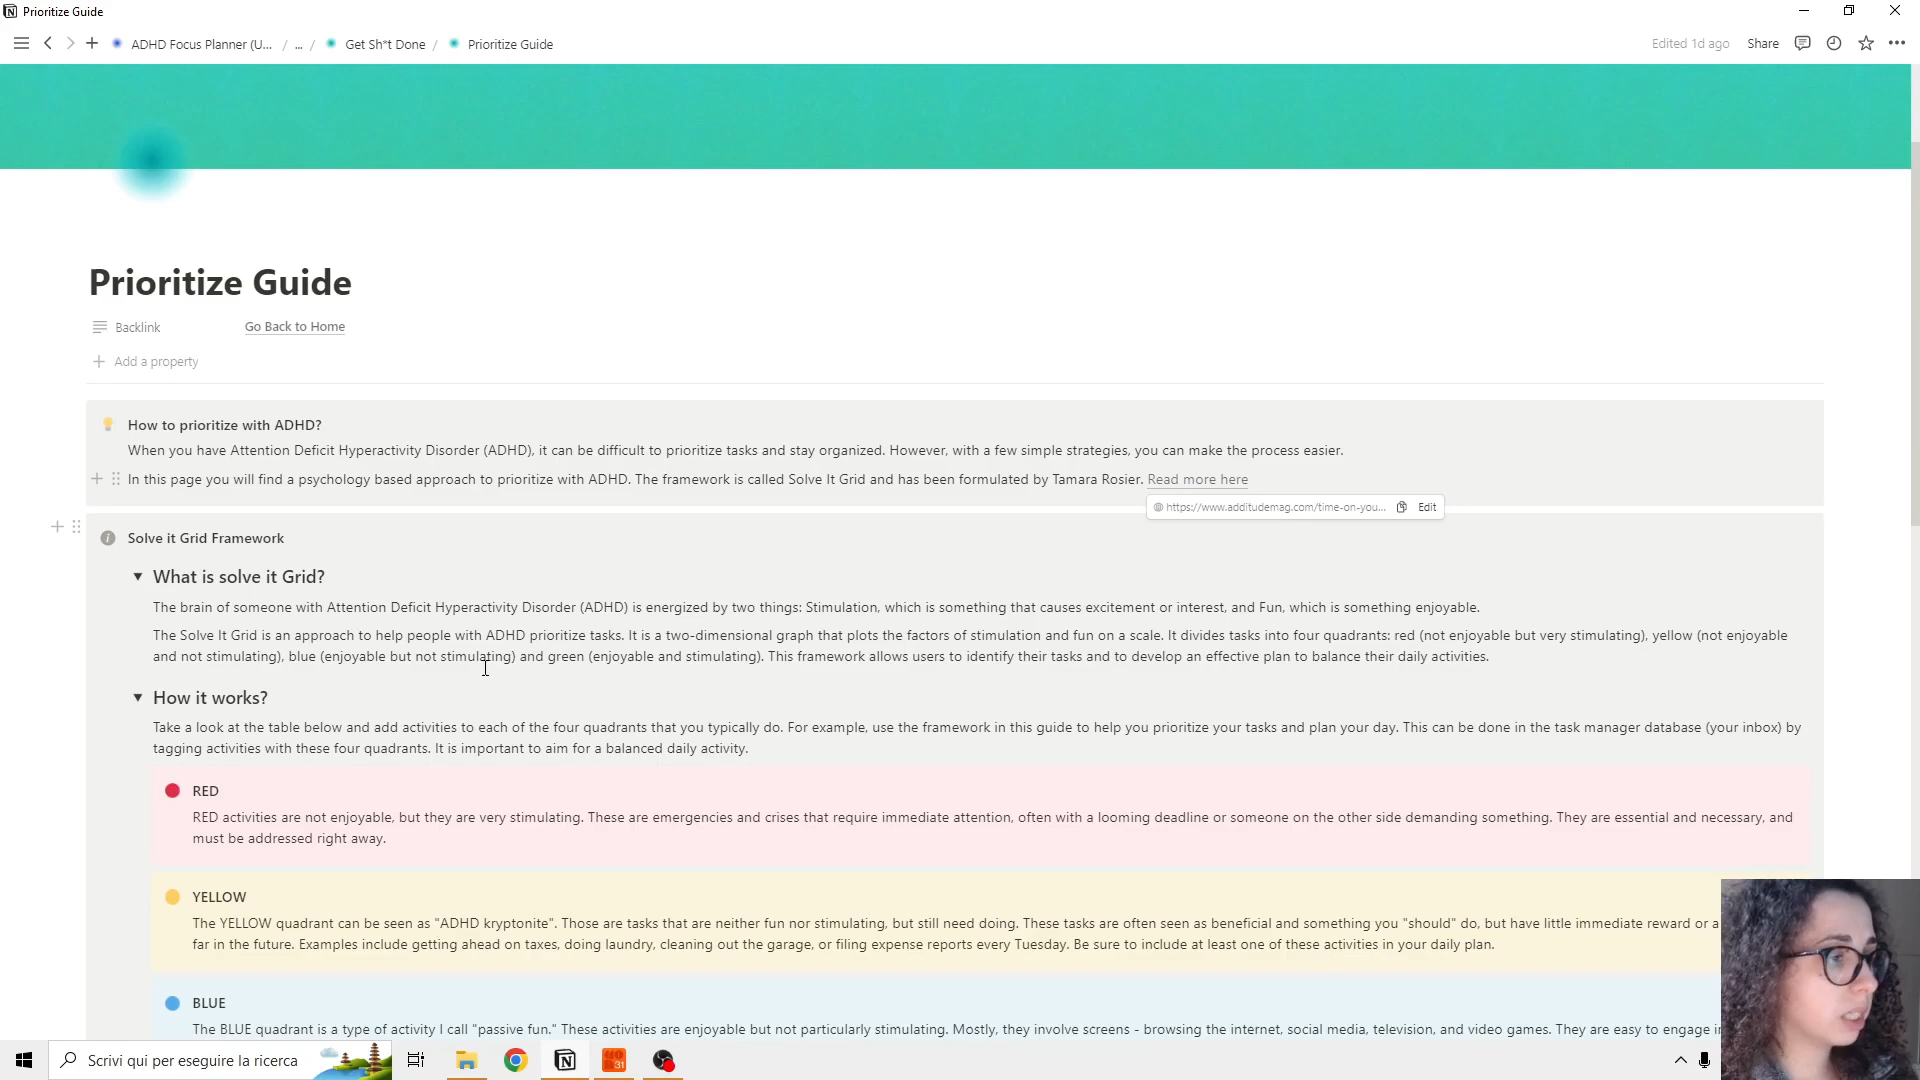 Prioritize Guide
ADHD Focus Planner (U... / ... / Get Sh*t Done / Prioritize Guide
Edited 1d ago Share
Prioritize Guide
Backlink Go Back to Home
Add a property
How to prioritize with ADHD?
When you have Attention Deficit Hyperactivity Disorder (ADHD), it can be difficult to prioritize tasks and stay organized. However, with a few simple strategies, you can make the process easier.
In this page you will find a psychology based approach to prioritize with ADHD. The framework is called Solve It Grid and has been formulated by Tamara Rosier. Read more here
https://www.additudemag.com/time-on-you... Edit
Solve it Grid Framework
What is solve it Grid?
The brain of someone with Attention Deficit Hyperactivity Disorder (ADHD) is energized by two things: Stimulation, which is something that causes excitement or interest, and Fun, which is something enjoyable.
The Solve It Grid is an approach to help people with ADHD prioritize tasks. It is a two-dimensional graph that plots the factors of stimulation and fun on a scale. It divides tasks into four quadrants: red (not enjoyable but very stimulating), yellow (not enjoyable
and not stimulating), blue (enjoyable but not stimulating) and green (enjoyable and stimulating). This framework allows users to identify their tasks and to develop an effective plan to balance their daily activities.
How it works?
Take a look at the table below and add activities to each of the four quadrants that you typically do. For example, use the framework in this guide to help you prioritize your tasks and plan your day. This can be done in the task manager database (your inbox) by
tagging activities with these four quadrants. It is important to aim for a balanced daily activity.
RED
RED activities are not enjoyable, but they are very stimulating. These are emergencies and crises that require immediate attention, often with a looming deadline or someone on the other side demanding something. They are essential and necessary, and
must be addressed right away.
YELLOW
The YELLOW quadrant can be seen as "ADHD kryptonite". Those are tasks that are neither fun nor stimulating, but still need doing. These tasks are often seen as beneficial and something you "should" do, but have little immediate reward or a
far in the future. Examples include getting ahead on taxes, doing laundry, cleaning out the garage, or filing expense reports every Tuesday. Be sure to include at least one of these activities in your daily plan.
BLUE
The BLUE quadrant is a type of activity I call "passive fun." These activities are enjoyable but not particularly stimulating. Mostly, they involve screens - browsing the internet, social media, television, and video games. They are easy to engage
Scrivi qui per eseguire la ricerca
31